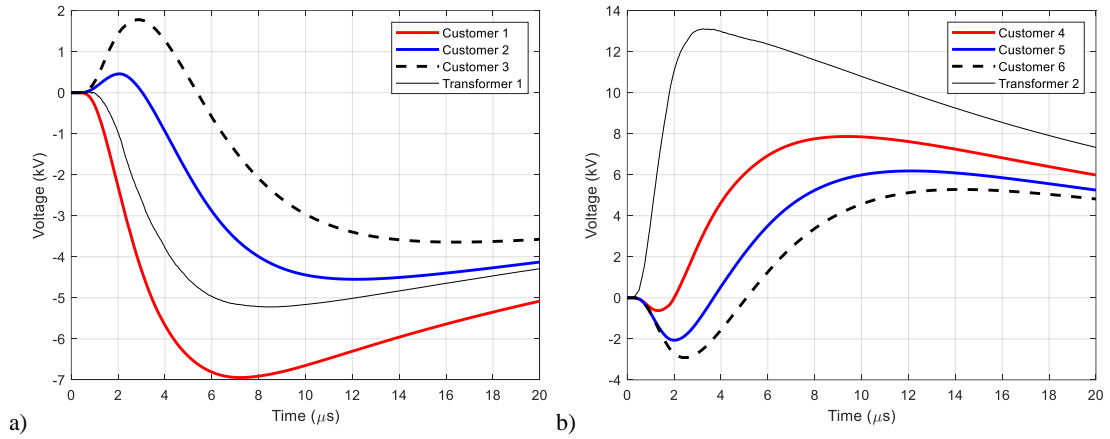 2
1
0
-1
-2
-3
-4
-5
-6
-7
Voltage (kV)
0 2 4 6 8 10 12 14 16 18 20
Time (μs)
Customer 1
Customer 2
Customer 3
Transformer 1
a)
14
12
10
8
6
4
2
0
-2
-4
Voltage (kV)
0 2 4 6 8 10 12 14 16 18 20
Time (μs)
Customer 4
Customer 5
Customer 6
Transformer 2
b)